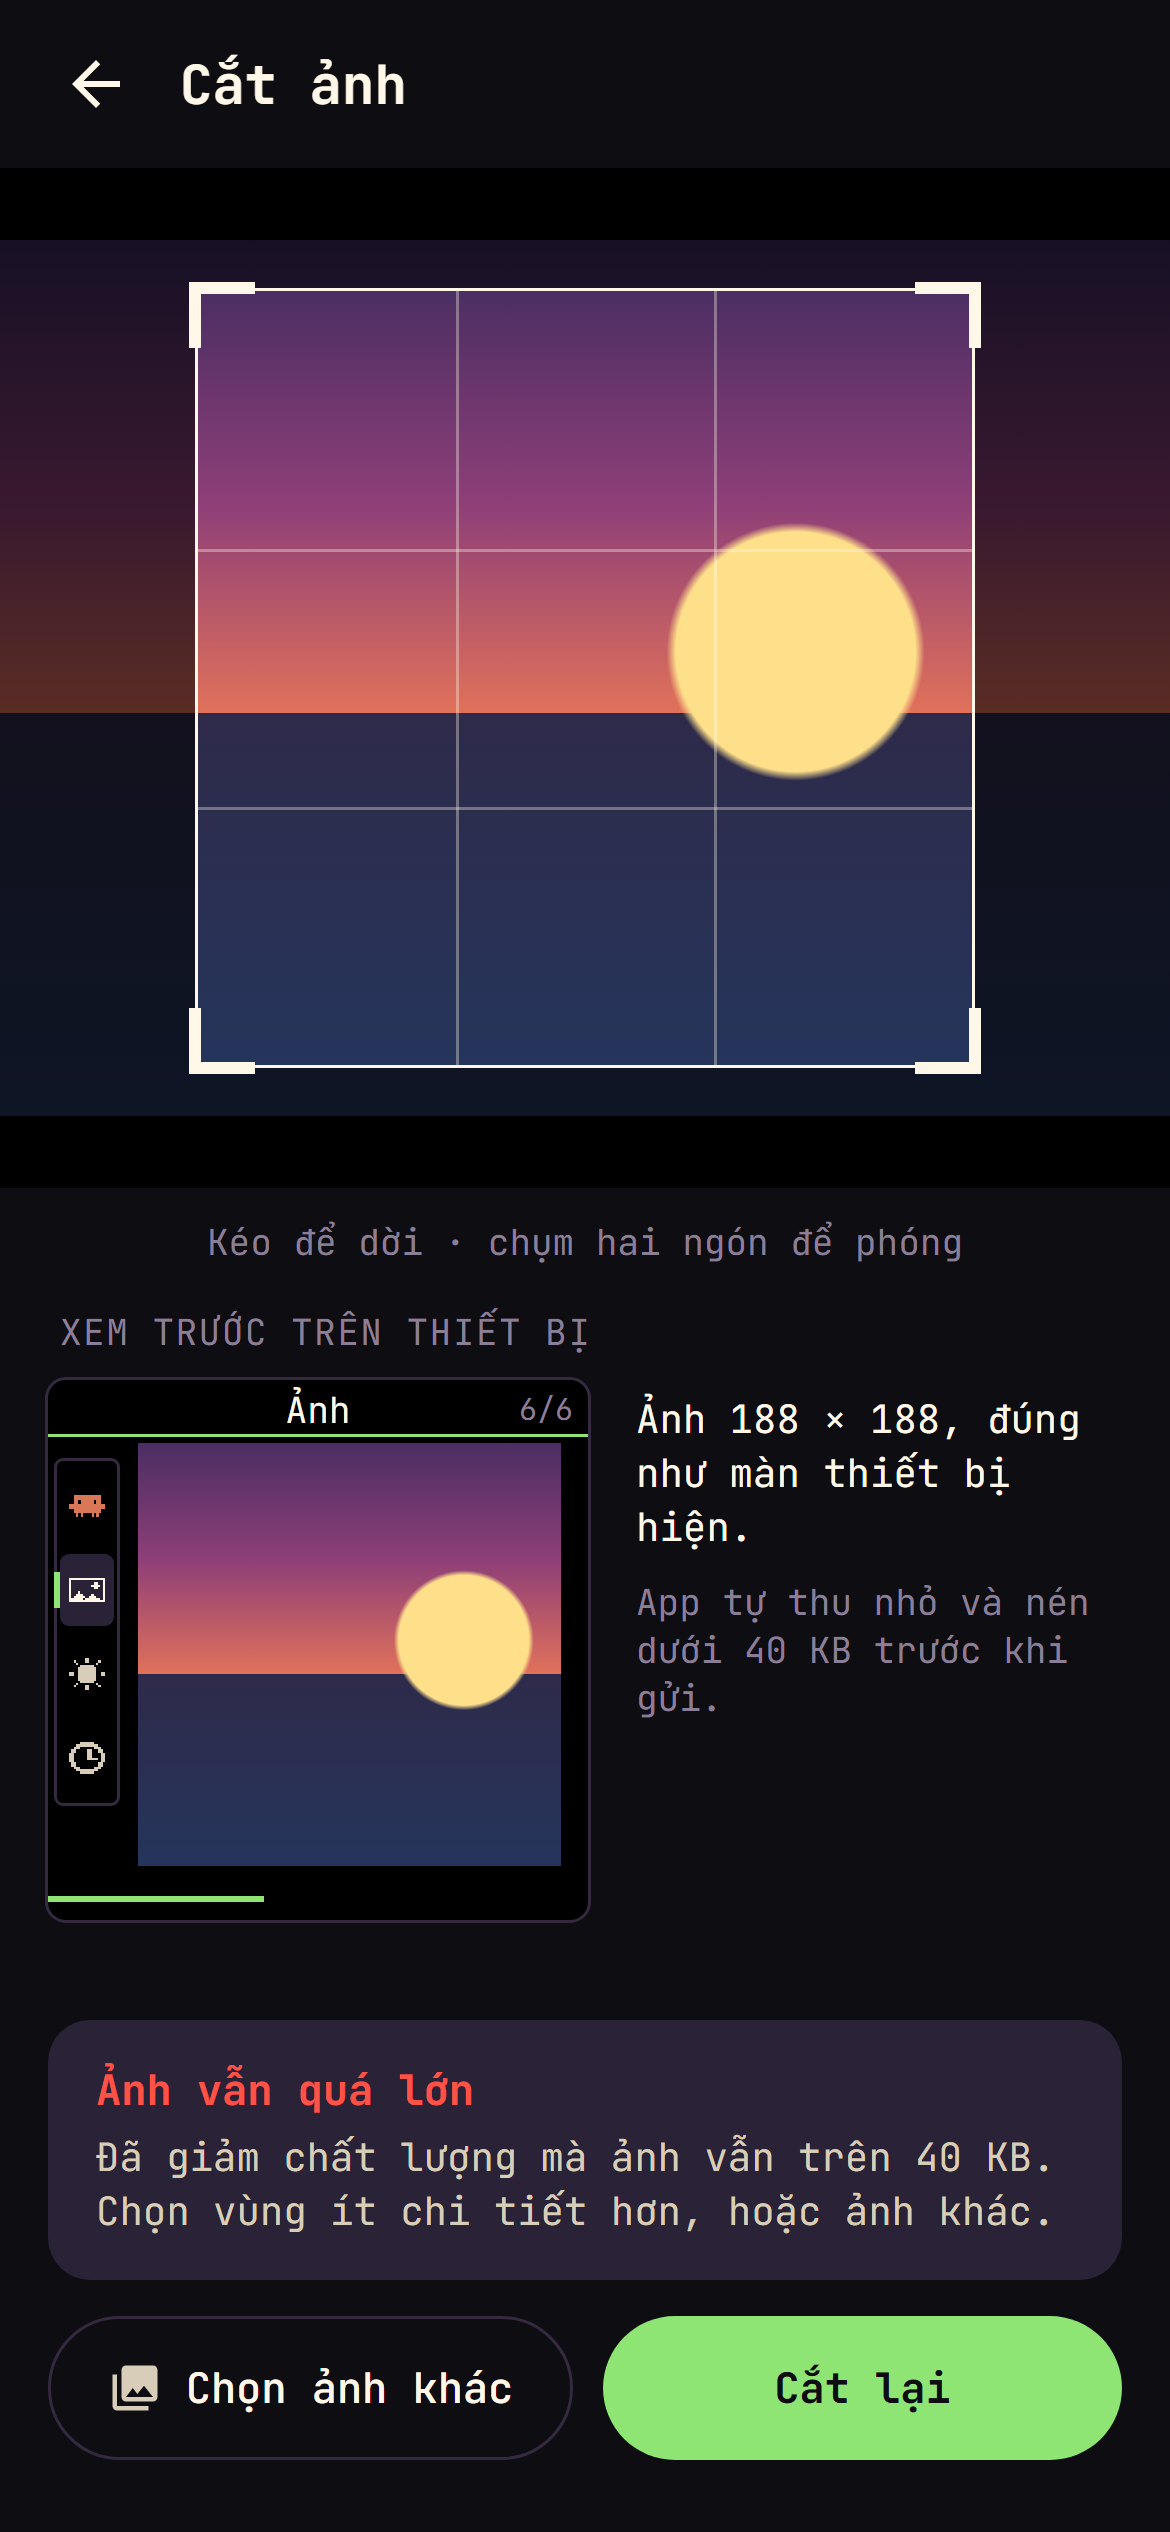 Cắt ảnh
Kéo để dời · chụm hai ngón để phóng
XEM TRƯỚC TRÊN THIẾT BỊ
Ảnh 6/6
Ảnh 188 × 188, đúng
như màn thiết bị
hiện.
App tự thu nhỏ và nén
dưới 40 KB trước khi
gửi.
Ảnh vẫn quá lớn
Đã giảm chất lượng mà ảnh vẫn trên 40 KB.
Chọn vùng ít chi tiết hơn, hoặc ảnh khác.
Chọn ảnh khác
Cắt lại